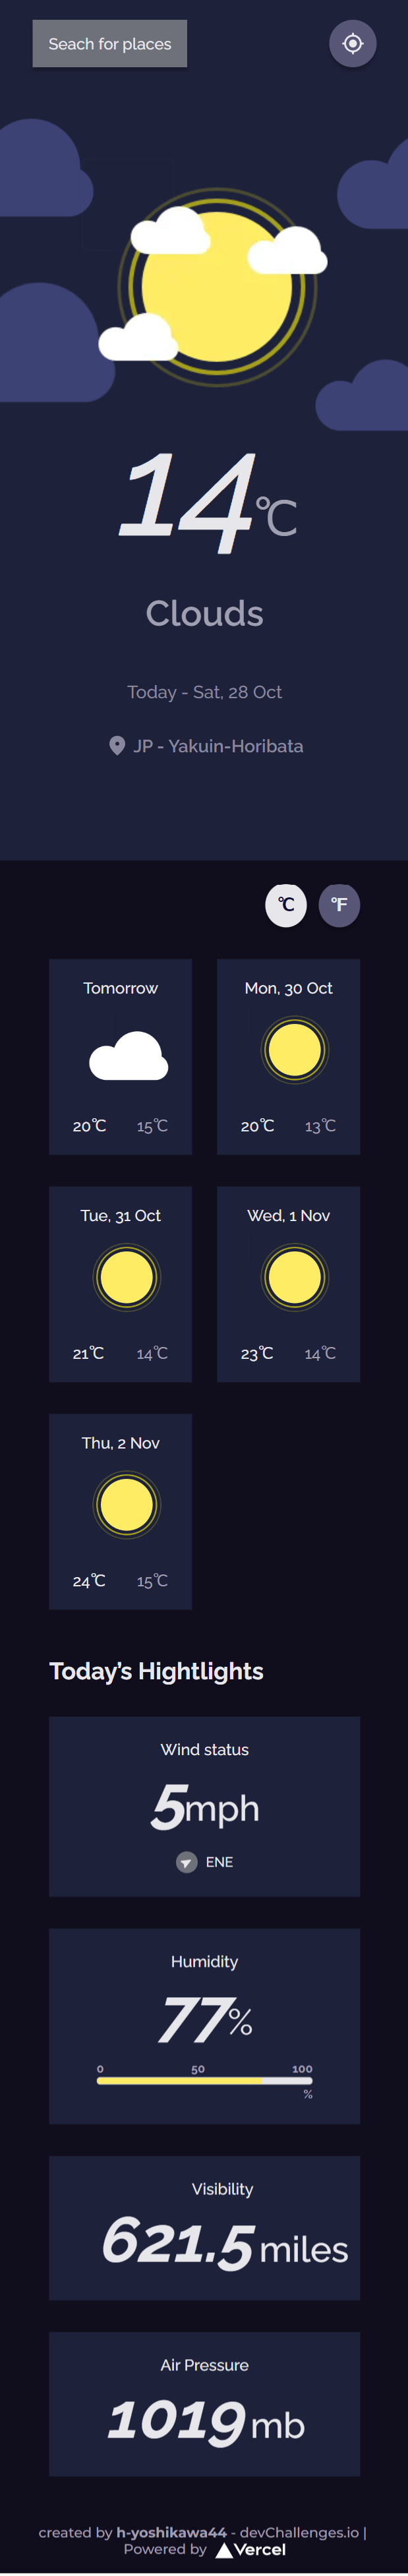 Seach for places
14℃
Clouds
Today - Sat, 28 Oct
JP - Yakuin-Horibata
℃ ℉
Tomorrow
20℃ 15℃
Mon, 30 Oct
20℃ 13℃
Tue, 31 Oct
21℃ 14℃
Wed, 1 Nov
23℃ 14℃
Thu, 2 Nov
24℃ 15℃
Today's Hightlights
Wind status
5mph
ENE
Humidity
77%
0 50 100
%
Visibility
621.5 miles
Air Pressure
1019 mb
created by h-yoshikawa44 - devChallenges.io |
Powered by Vercel